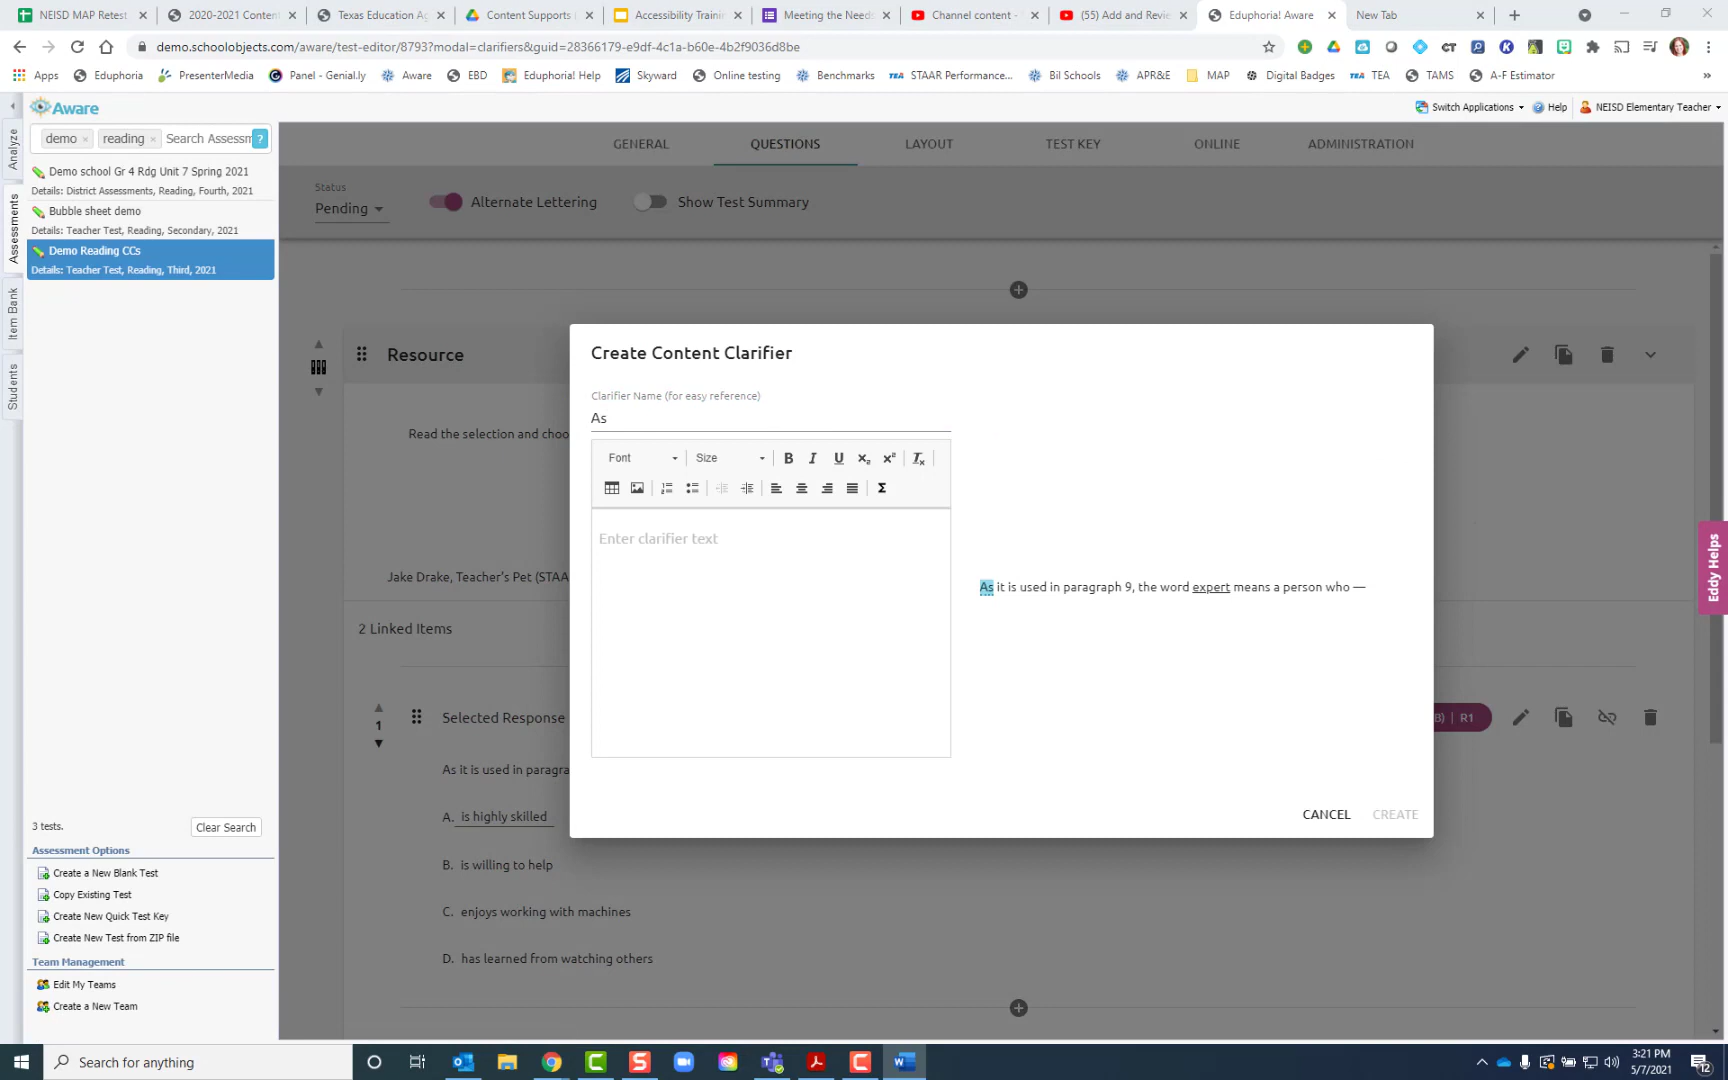 NEISD MAP Retest
2020-2021 Conten
Texas Education Ag
Content Supports (
Accessibility Trainin
Meeting the Needs
Channel content -
(55) Add and Revie
Eduphoria! Aware
New Tab
demo.schoolobjects.com/aware/test-editor/8793?modal=clarifiers&guid=28366179-e9df-4c1a-b60e-4b2f9036d8be
Apps
Eduphoria
PresenterMedia
Panel - Genial.ly
Aware
EBD
Eduphoria! Help
Skyward
Online testing
Benchmarks
TEA STAAR Performance...
Bil Schools
APR&E
MAP
Digital Badges
TEA TEA
TAMS
A-F Estimator
»
Aware
Switch Applications
Help
NEISD Elementary Teacher
demo × reading × Search Assessm ?
Analyze
Assessments
Item Bank
Students
Demo school Gr 4 Rdg Unit 7 Spring 2021
Details: District Assessments, Reading, Fourth, 2021
Bubble sheet demo
Details: Teacher Test, Reading, Secondary, 2021
Demo Reading CCs
Details: Teacher Test, Reading, Third, 2021
3 tests.
Clear Search
Assessment Options
Create a New Blank Test
Copy Existing Test
Create New Quick Test Key
Create New Test from ZIP file
Team Management
Edit My Teams
Create a New Team
GENERAL
QUESTIONS
LAYOUT
TEST KEY
ONLINE
ADMINISTRATION
Status
Pending
Alternate Lettering
Show Test Summary
Resource
Read the selection and choo
Jake Drake, Teacher's Pet (STAA
2 Linked Items
1
Selected Response
B) | R1
As it is used in paragra
A. is highly skilled
B. is willing to help
C. enjoys working with machines
D. has learned from watching others
Create Content Clarifier
Clarifier Name (for easy reference)
As
Font
Size
B I U x₂ x² Tx
Σ
Enter clarifier text
As it is used in paragraph 9, the word expert means a person who —
CANCEL
CREATE
Eddy Helps
Search for anything
3:21 PM
5/7/2021
12